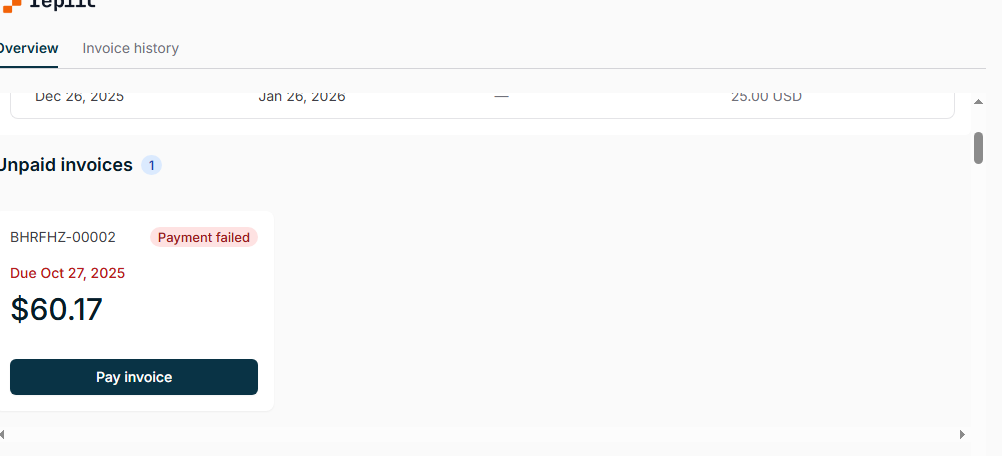 replit
Overview Invoice history
Dec 26, 2025 Jan 26, 2026 — 25.00 USD
Unpaid invoices 1
BHRFHZ-00002 Payment failed
Due Oct 27, 2025
$60.17
Pay invoice